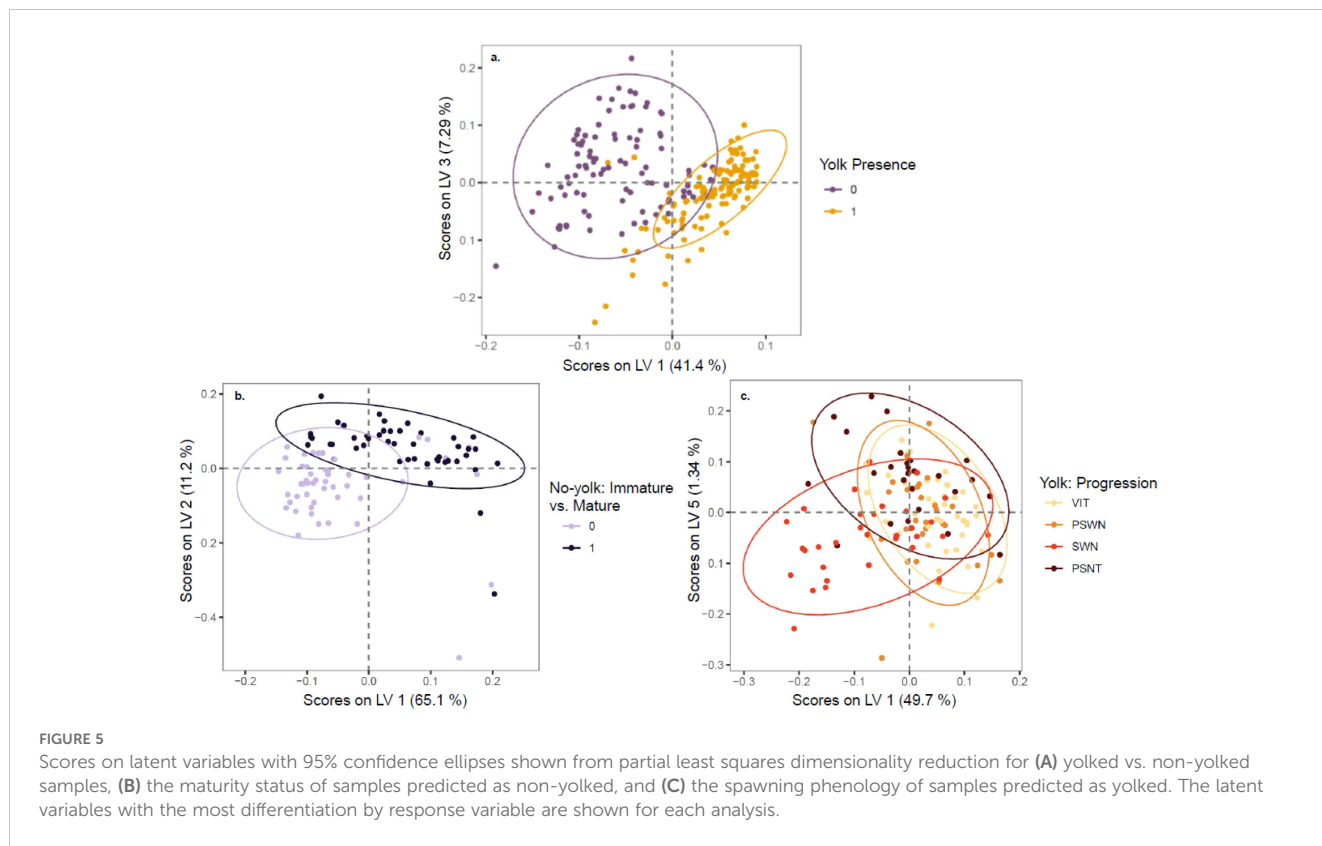 a.
0.2
0.1
0.0
0.1
−0.2
Scores on LV 3 (7.29 %)
−0.2
−0.1
0.0
0.1
Scores on LV 1 (41.4 %)
Yolk Presence
0
1
b.
0.2
0.0
0.2
−0.4
Scores on LV 2 (11.2 %)
−0.2
−0.1
0.0
0.1
0.2
Scores on LV 1 (65.1 %)
No-yolk: Immature
vs. Mature
0
1
c.
0.2
0.1
0.0
0.1
−0.2
−0.3
Scores on LV 5 (1.34 %)
−0.3
−0.2
−0.1
0.0
0.1
0.2
Scores on LV 1 (49.7 %)
Yolk: Progression
VIT
PSWN
SWN
PSNT
FIGURE 5
Scores on latent variables with 95% confidence ellipses shown from partial least squares dimensionality reduction for (A) yolked vs. non-yolked
samples, (B) the maturity status of samples predicted as non-yolked, and (C) the spawning phenology of samples predicted as yolked. The latent
variables with the most differentiation by response variable are shown for each analysis.